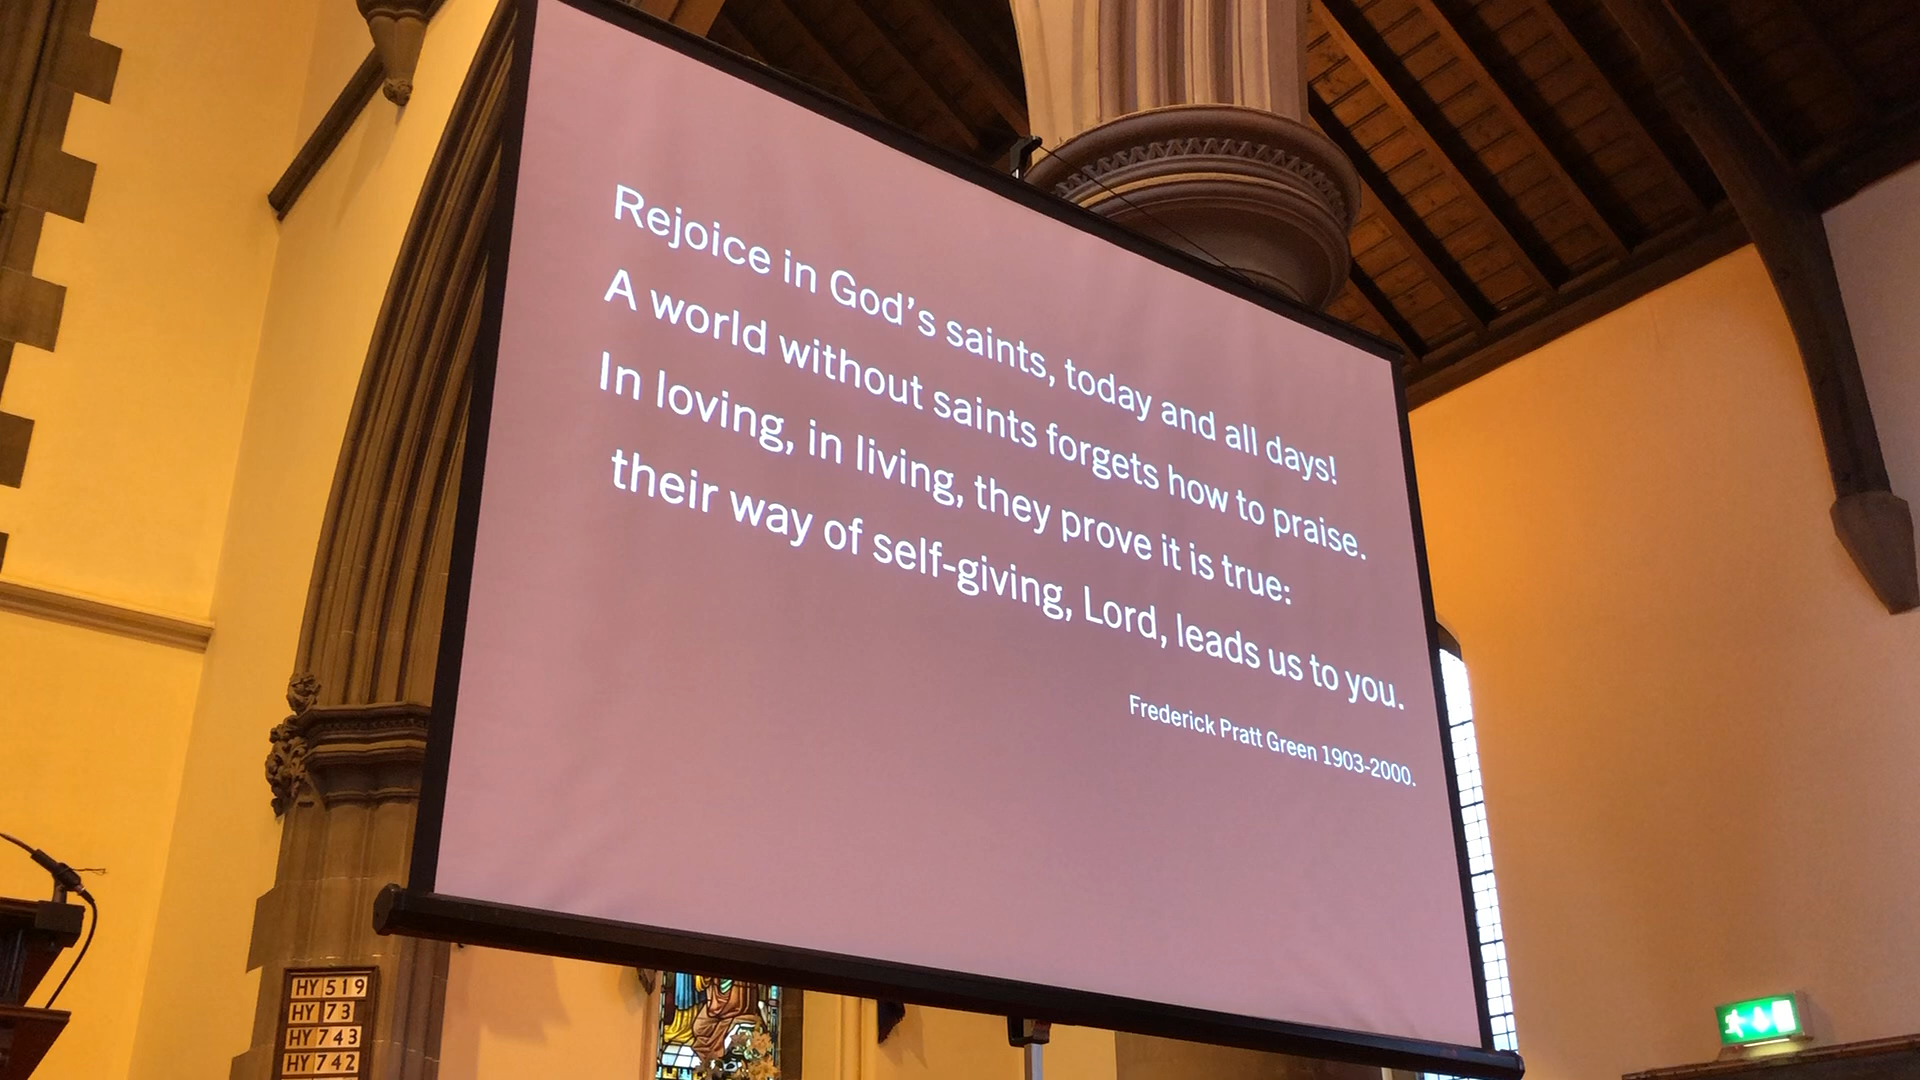 Rejoice in God's saints, today and all days!
A world without saints forgets how to praise.
In loving, in living, they prove it is true:
their way of self-giving, Lord, leads us to you.
Frederick Pratt Green 1903-2000.
HY 519
HY 73
HY 743
HY 742